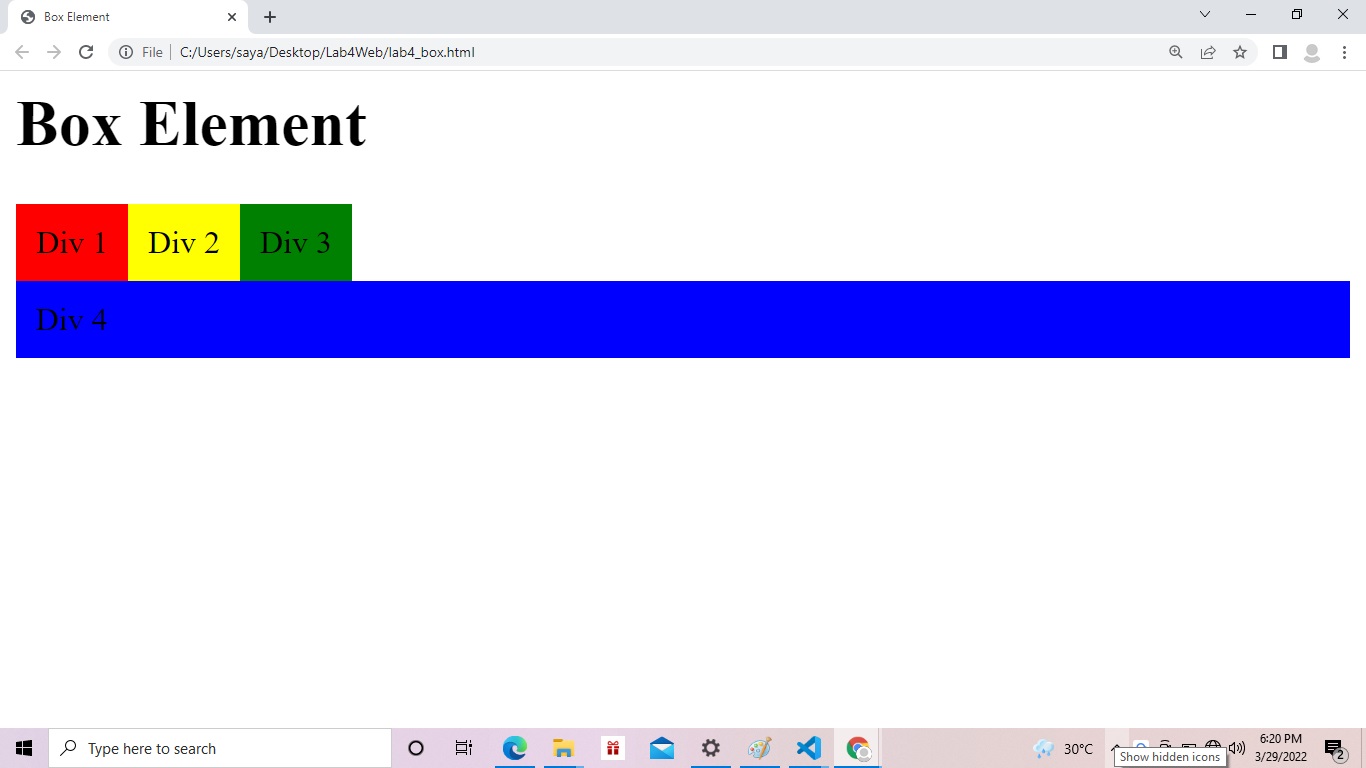 Box Element
File C:/Users/saya/Desktop/Lab4Web/lab4_box.html
Box Element
Div 1 Div 2 Div 3
Div 4
Type here to search
30°C
6:20 PM
3/29/2022
2
Show hidden icons